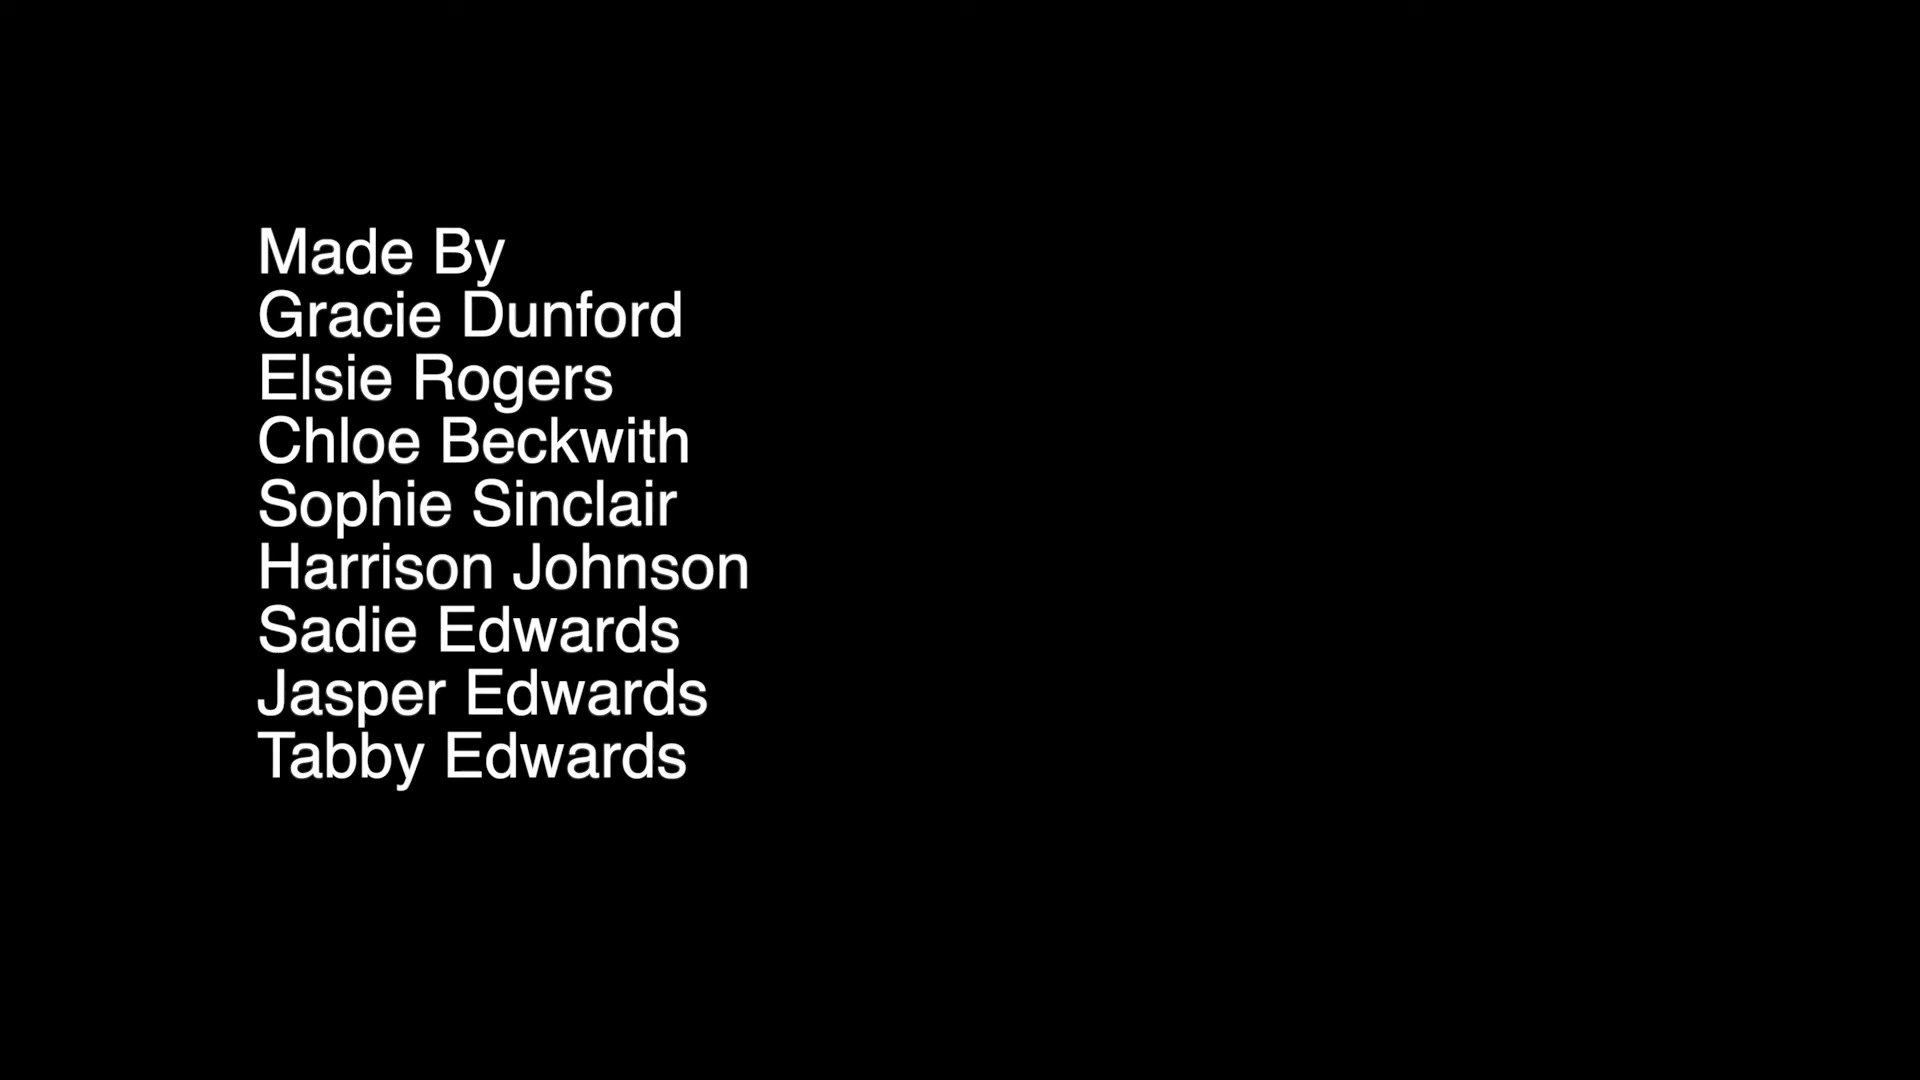 Made By
Gracie Dunford
Elsie Rogers
Chloe Beckwith
Sophie Sinclair
Harrison Johnson
Sadie Edwards
Jasper Edwards
Tabby Edwards